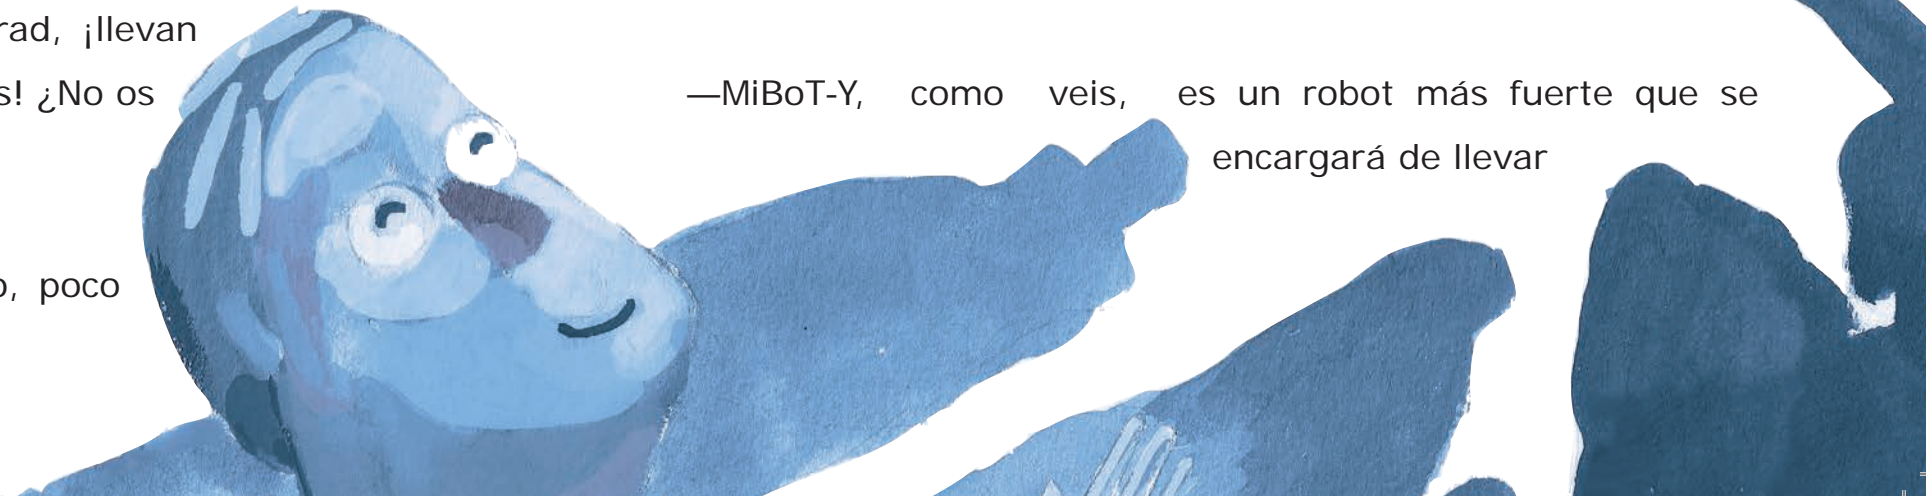 rad, ¡llevan
s! ¿No os
o, poco
—MiBoT-Y, como veis, es un robot más fuerte que se
encargará de llevar